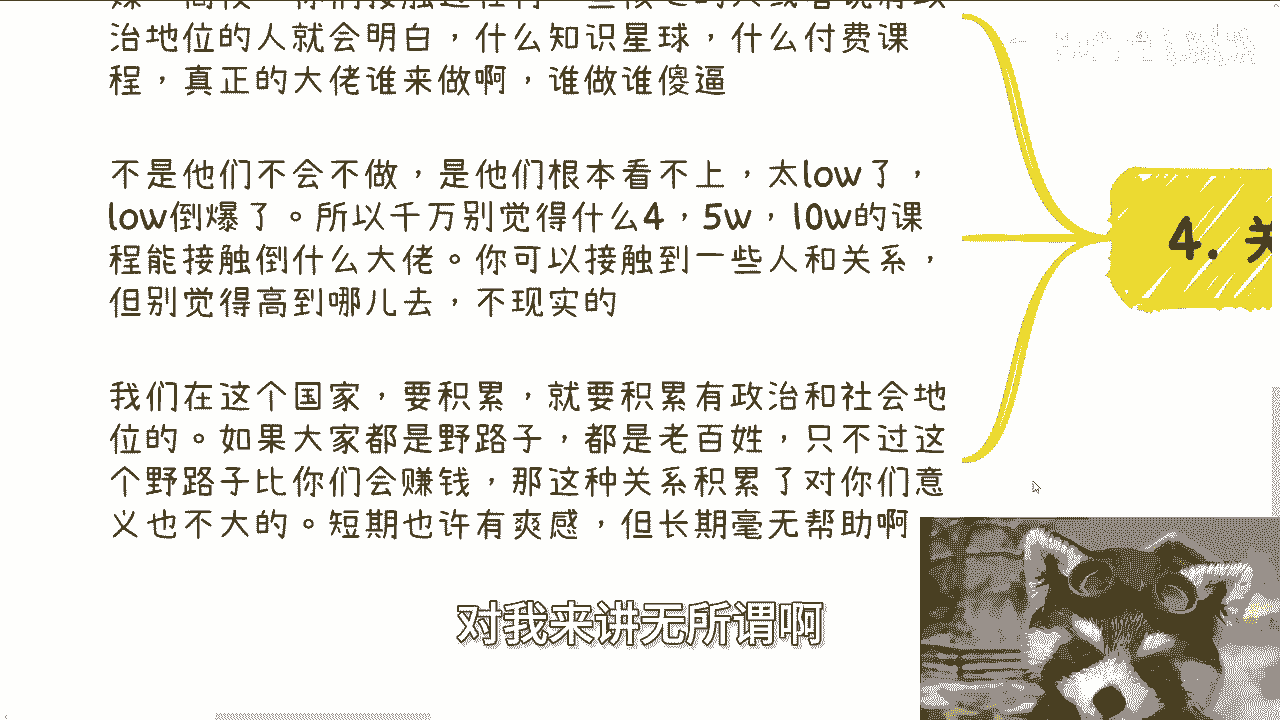 治地位的人就会明白，什么知识星球，什么付费课
程，真正的大佬谁来做啊，谁做谁傻逼
不是他们不会不做，是他们根本看不上，太low了，
low倒爆了。所以千万别觉得什么4，5w，10w的课
程能接触倒什么大佬。你可以接触到一些人和关系，
但别觉得高到哪儿去，不现实的
4. 关
我们在这个国家，要积累，就要积累有政治和社会地
位的。如果大家都是野路子，都是老百姓，只不过这
个野路子比你们会赚钱，那这种关系积累了对你们意
义也不大的。短期也许有爽感，但长期毫无帮助啊
对我来讲无所谓啊